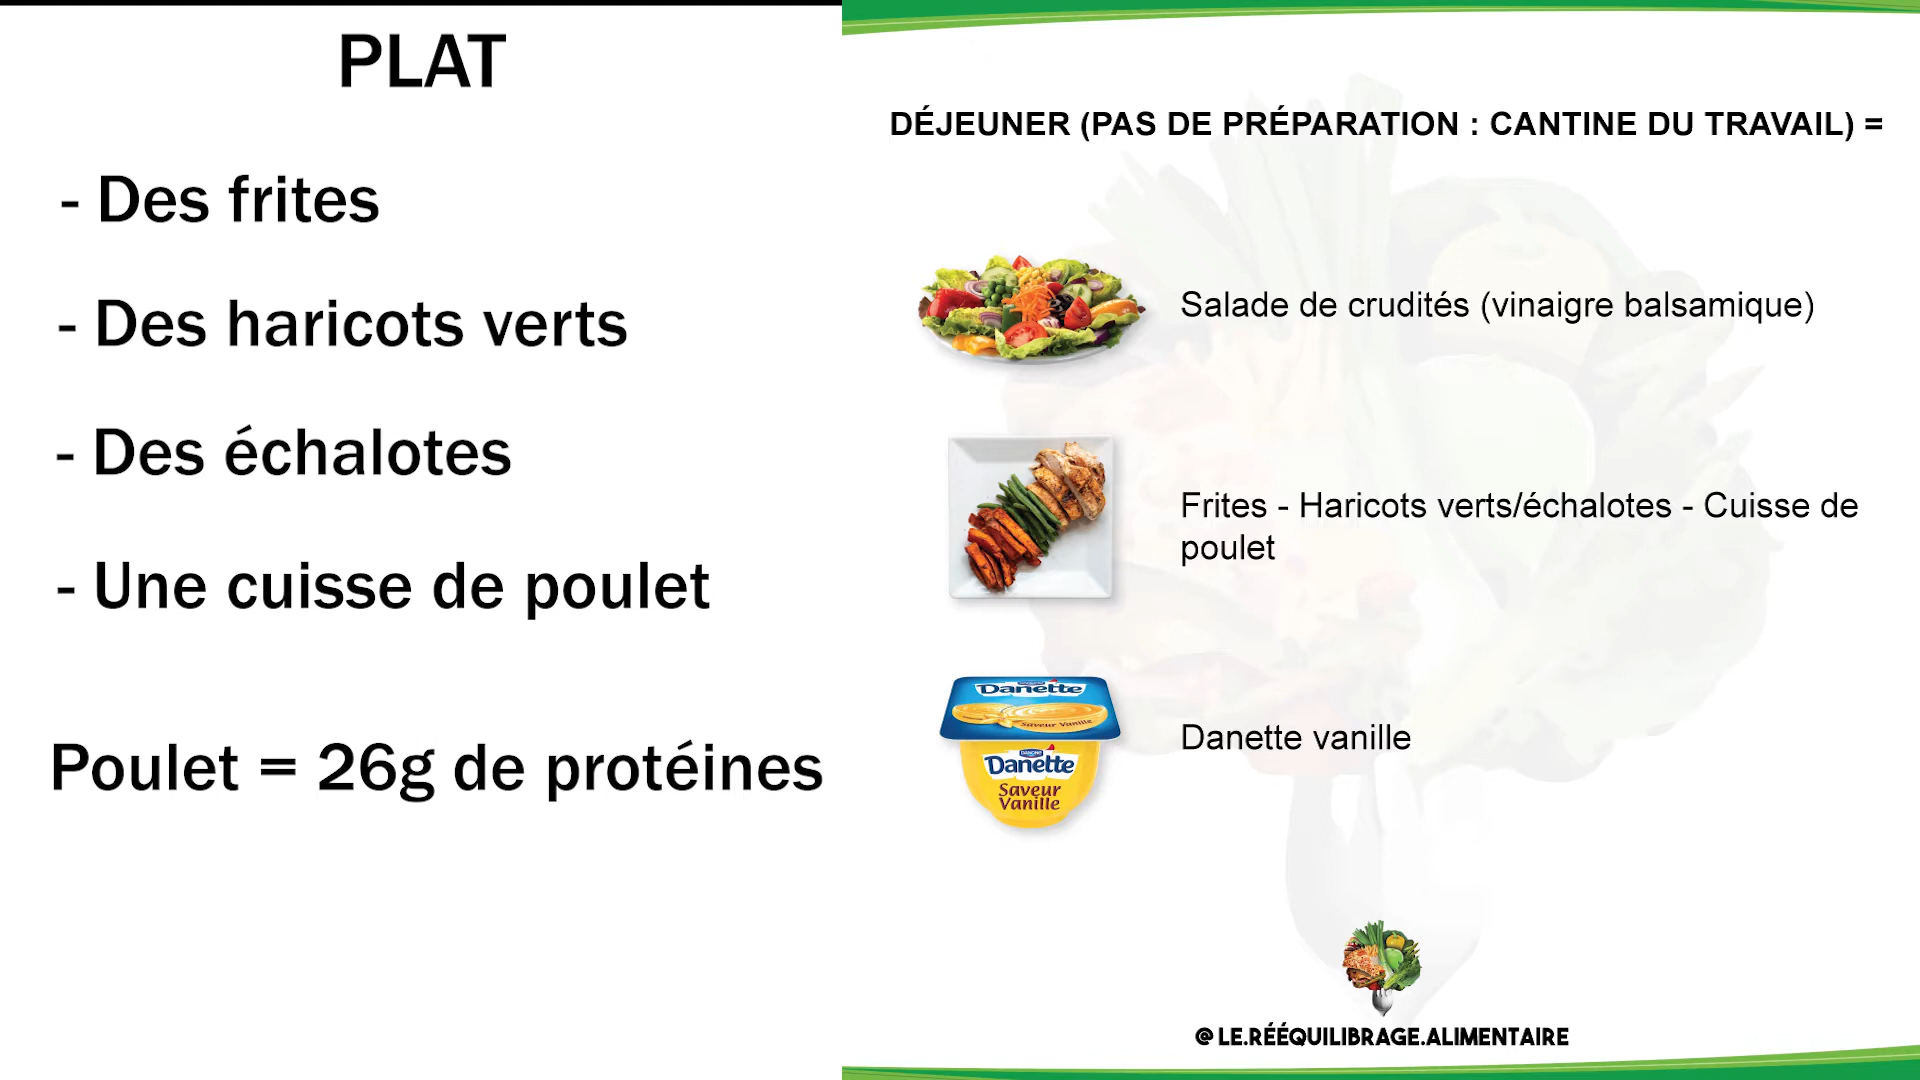 PLAT
- Des frites
- Des haricots verts
- Des échalotes
- Une cuisse de poulet
Poulet = 26g de protéines
DÉJEUNER (PAS DE PRÉPARATION : CANTINE DU TRAVAIL) =
Salade de crudités (vinaigre balsamique)
Frites - Haricots verts/échalotes - Cuisse de
poulet
Danette
Saveur Vanille
DANONE
Danette
Saveur
Vanille
Danette vanille
@LE.RÉÉQUILIBRAGE.ALIMENTAIRE